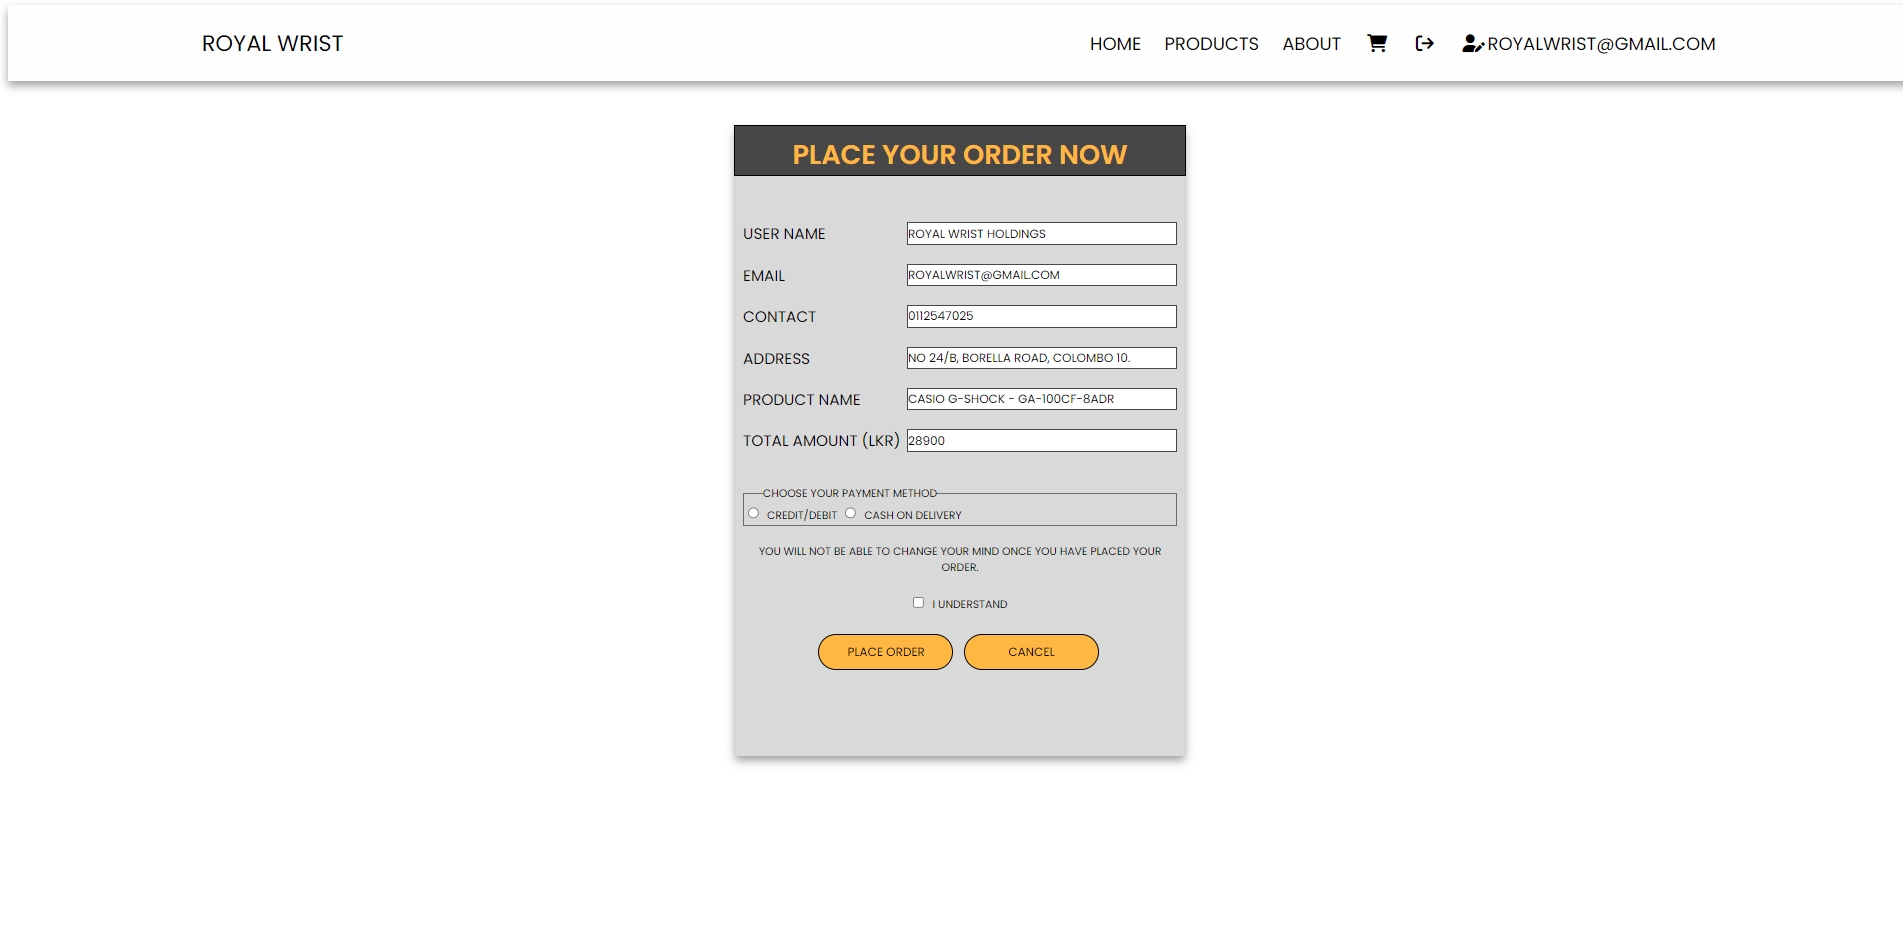 ROYAL WRIST
HOME PRODUCTS ABOUT ROYALWRIST@GMAIL.COM
PLACE YOUR ORDER NOW
USER NAME ROYAL WRIST HOLDINGS
EMAIL ROYALWRIST@GMAIL.COM
CONTACT 0112547025
ADDRESS NO 24/B, BORELLA ROAD, COLOMBO 10.
PRODUCT NAME CASIO G-SHOCK - GA-100CF-8ADR
TOTAL AMOUNT (LKR) 28900
CHOOSE YOUR PAYMENT METHOD
CREDIT/DEBIT CASH ON DELIVERY
YOU WILL NOT BE ABLE TO CHANGE YOUR MIND ONCE YOU HAVE PLACED YOUR
ORDER.
I UNDERSTAND
PLACE ORDER CANCEL